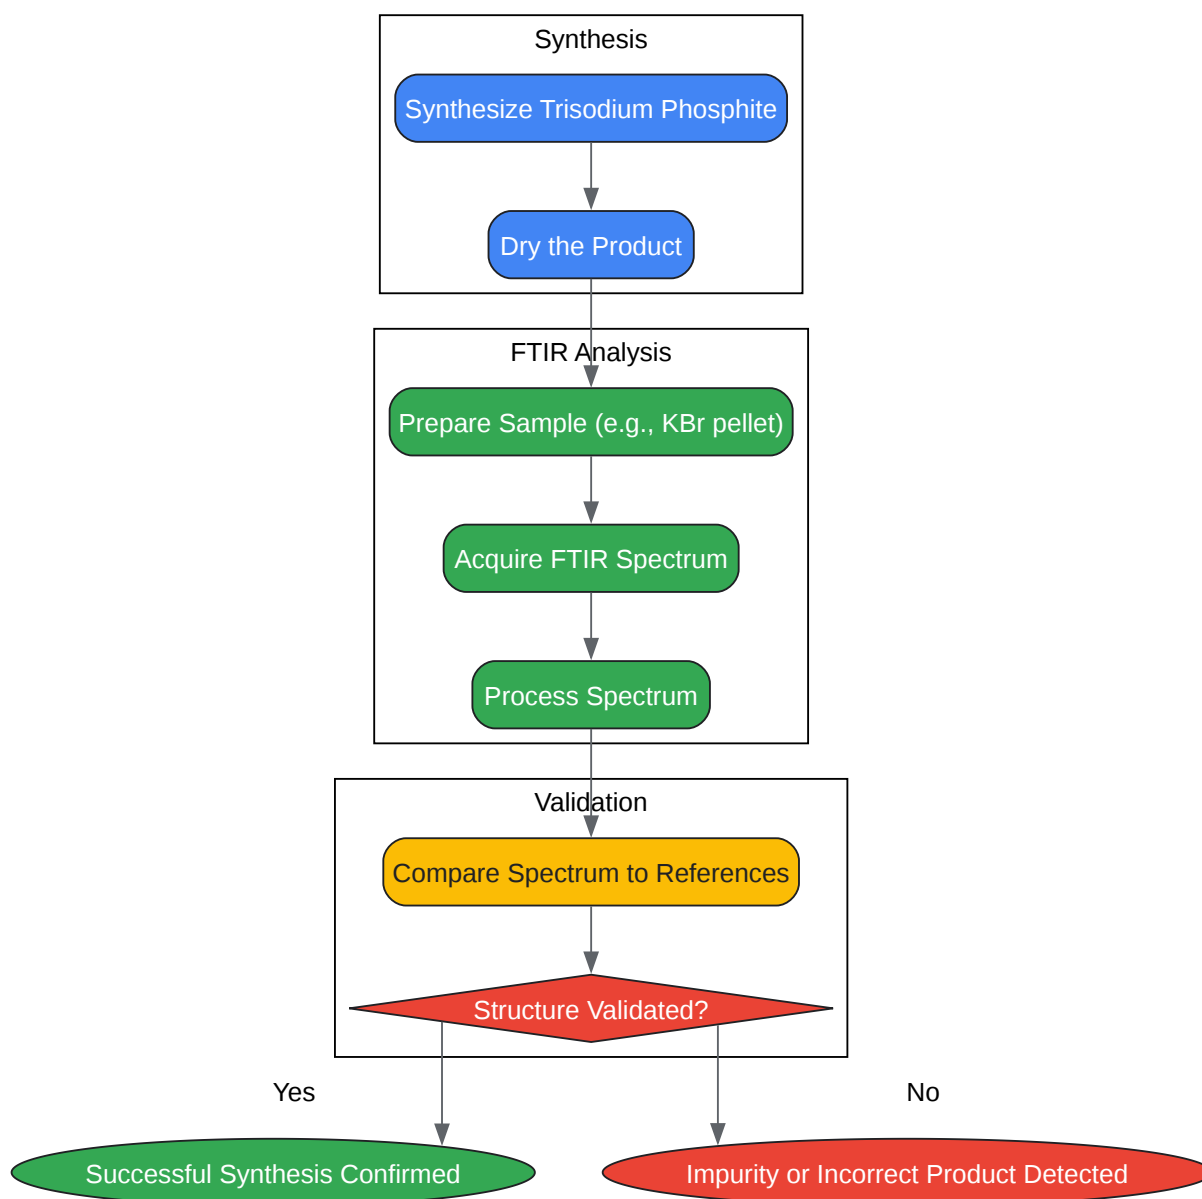 Synthesis
Synthesize Trisodium Phosphite
Dry the Product
FTIR Analysis
Prepare Sample (e.g., KBr pellet)
Acquire FTIR Spectrum
Process Spectrum
Validation
Compare Spectrum to References
Structure Validated?
Yes
No
Successful Synthesis Confirmed
Impurity or Incorrect Product Detected